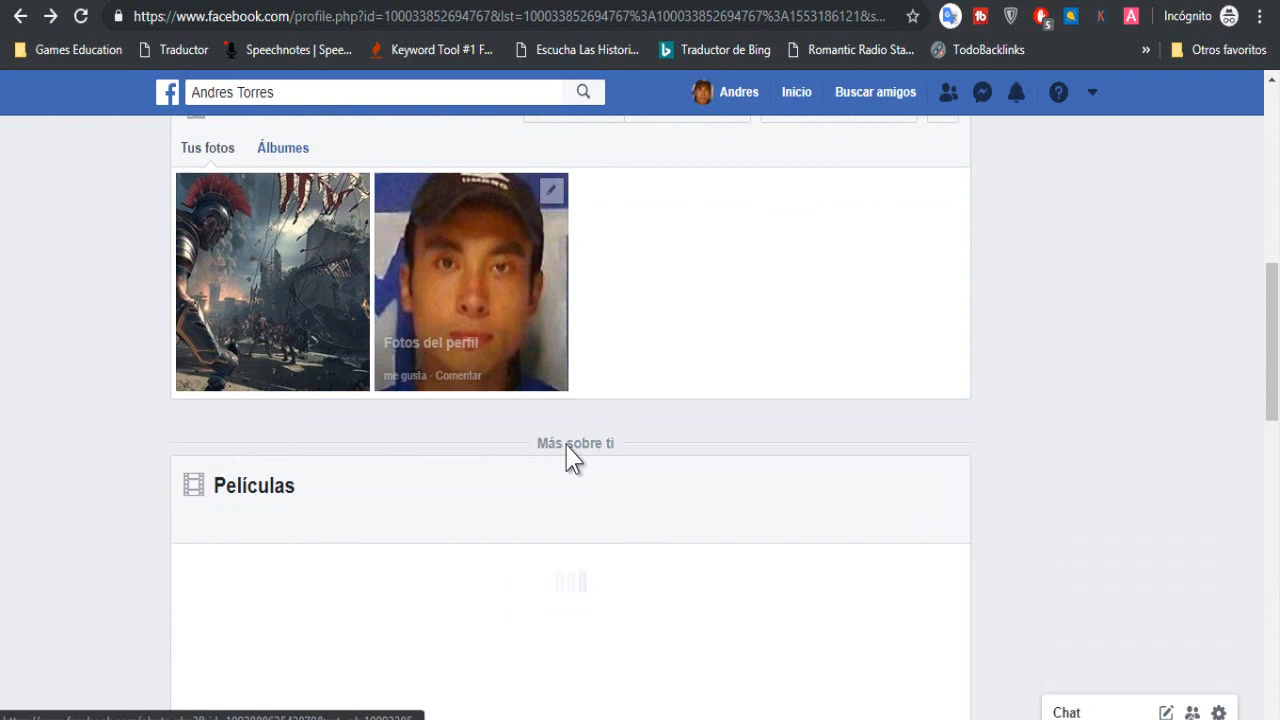 https://www.facebook.com/profile.php?id=100033852694767&lst=100033852694767%3A100033852694767%3A1553186121&s... Incógnito
Games Education Traductor Speechnotes | Spee... Keyword Tool #1 F... Escucha Las Histori... Traductor de Bing Romantic Radio Sta... TodoBacklinks » Otros favoritos
Andres Torres Andres Inicio Buscar amigos
Tus fotos Álbumes
Fotos del perfil
me gusta · Comentar
Más sobre ti
Películas
Chat